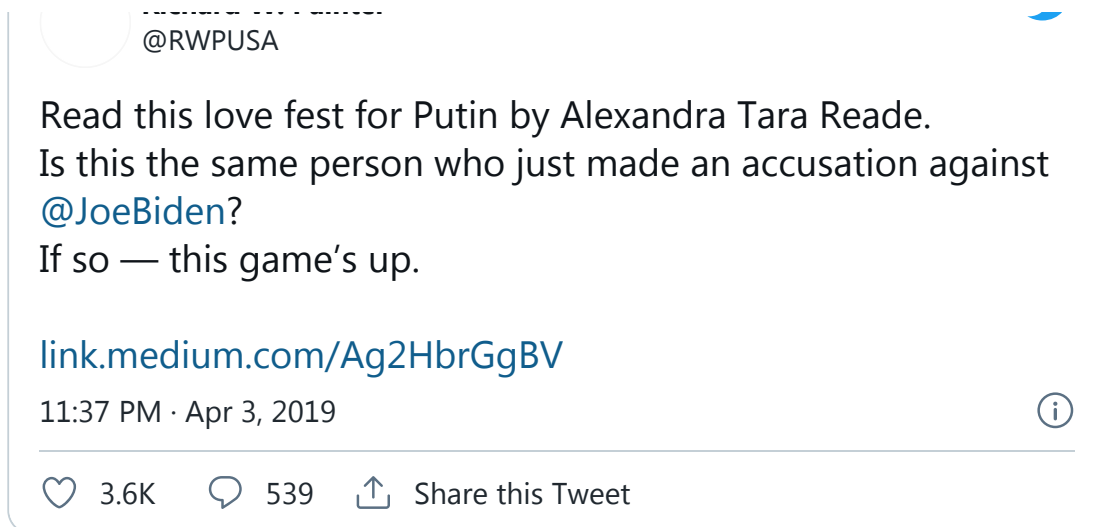 @RWPUSA
Read this love fest for Putin by Alexandra Tara Reade.
Is this the same person who just made an accusation against
@JoeBiden?
If so — this game’s up.
link.medium.com/Ag2HbrGgBV
11:37 PM · Apr 3, 2019
3.6K 539 Share this Tweet